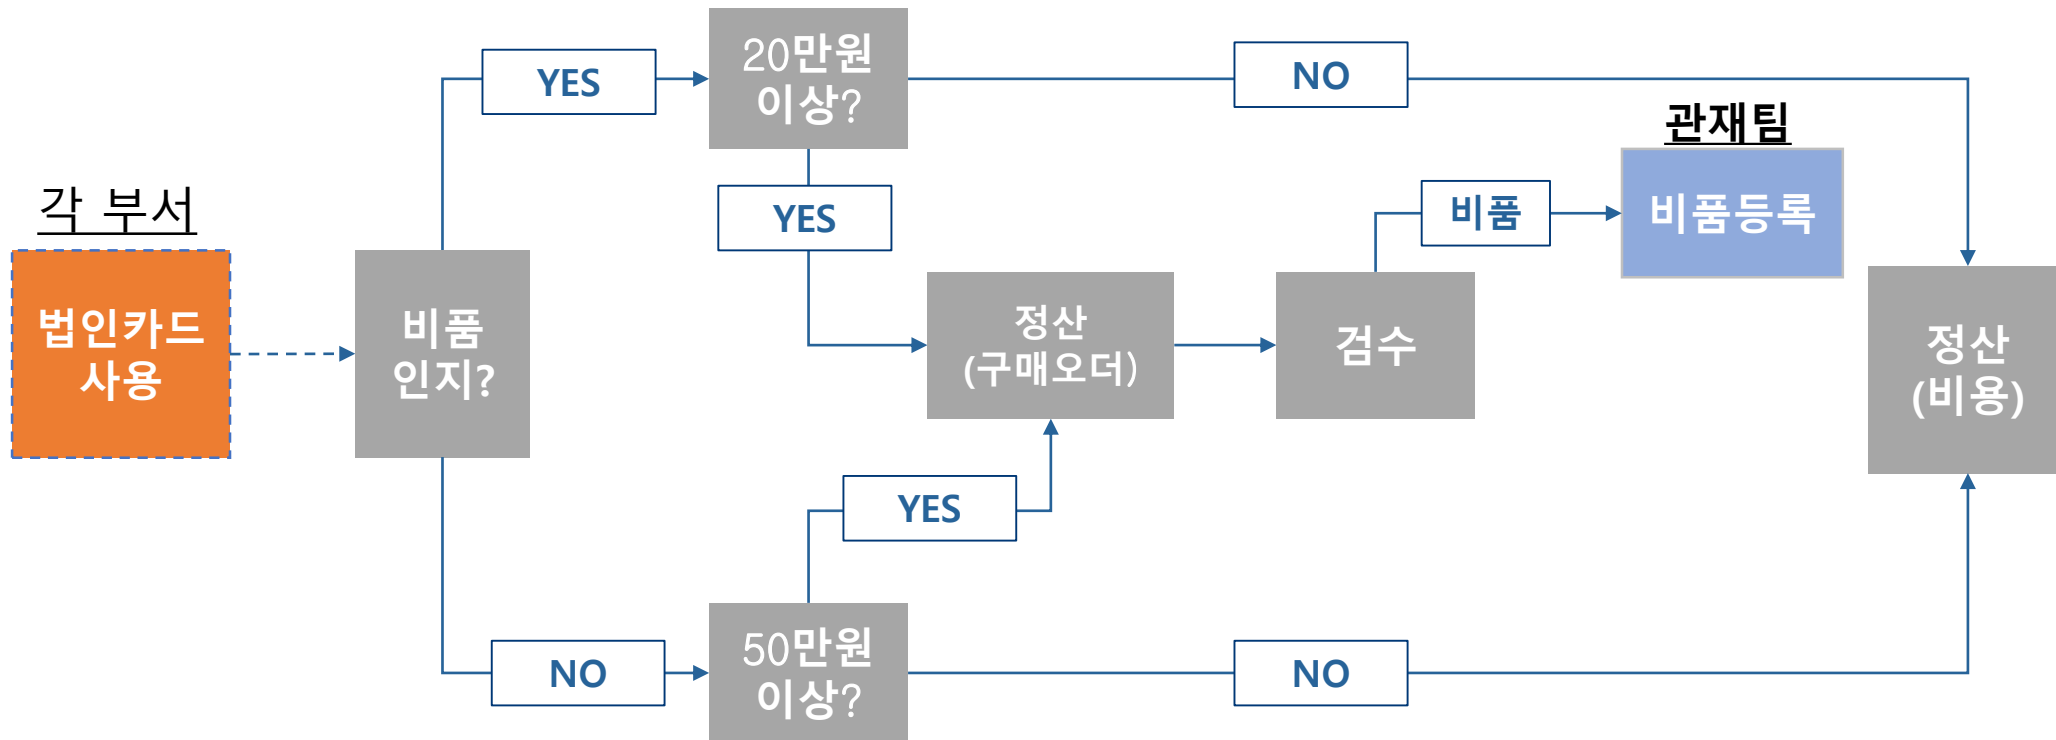 각 부서
법인카드
사용
비품
인지?
YES
20만원
이상?
NO
YES
정산
(구매오더)
검수
비품
관재팀
비품등록
정산
(비용)
YES
NO
50만원
이상?
NO